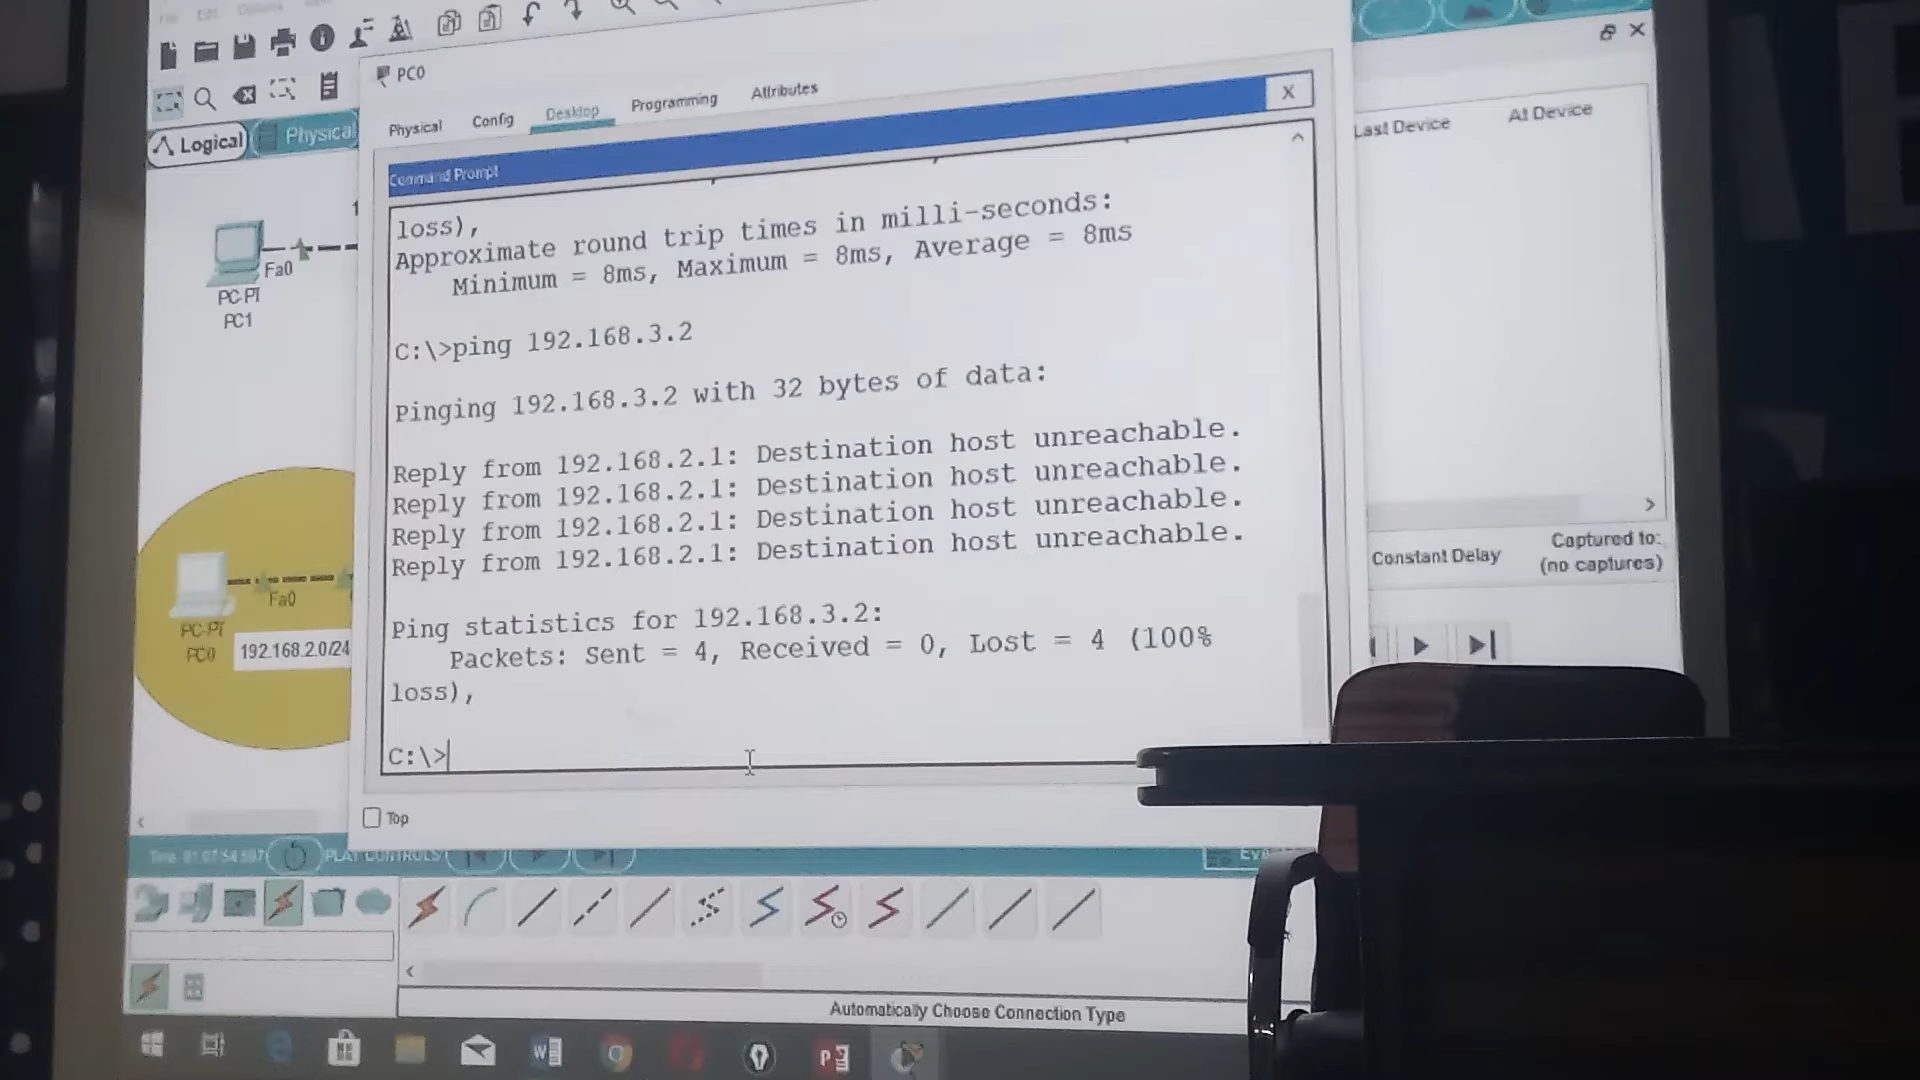 File Edit Options
PC0
Physical Config Desktop Programming Attributes
X
Logical
Physical
Last Device At Device
Command Prompt
loss),
Approximate round trip times in milli-seconds:
Minimum = 8ms, Maximum = 8ms, Average = 8ms
C:\>ping 192.168.3.2
Pinging 192.168.3.2 with 32 bytes of data:
Reply from 192.168.2.1: Destination host unreachable.
Reply from 192.168.2.1: Destination host unreachable.
Reply from 192.168.2.1: Destination host unreachable.
Reply from 192.168.2.1: Destination host unreachable.
Ping statistics for 192.168.3.2:
Packets: Sent = 4, Received = 0, Lost = 4 (100%
loss),
C:\>
Fa0
PC-PT
PC1
Fa0
PC-PT
PC0
192.168.2.0/24
Constant Delay
Captured to:
(no captures)
Top
PLAY CONTROLS
Automatically Choose Connection Type